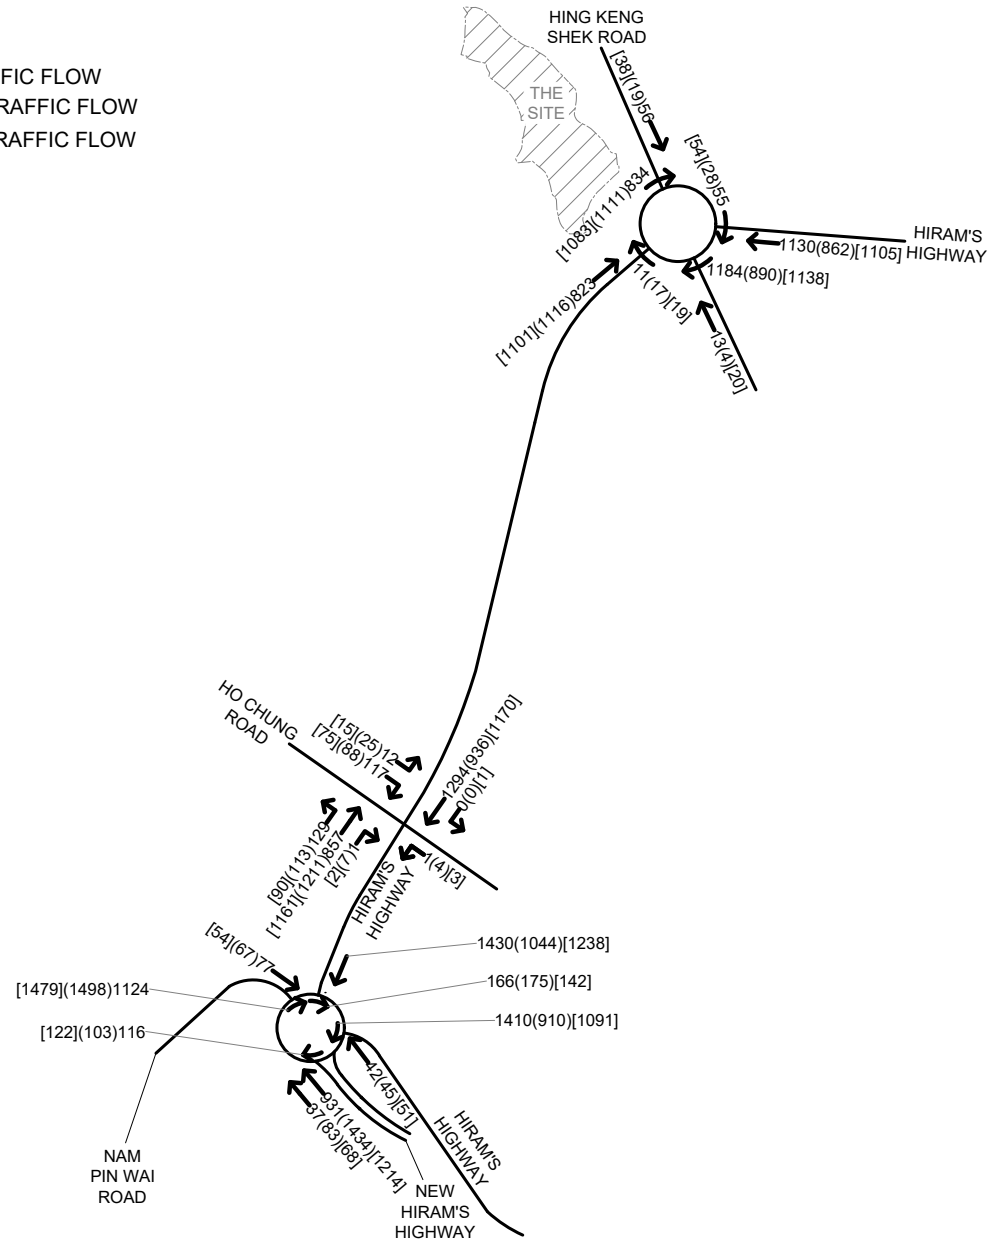 HING KENG
SHEK ROAD
FIC FLOW
RAFFIC FLOW
RAFFIC FLOW
THE
SITE
[38](19)56
[54](28)55
[1083](1111)834
HIRAM'S
HIGHWAY
1130(862)[1105]
1184(890)[1138]
11(17)[19]
[1101](1116)823
13(4)[20]
HO CHUNG
ROAD
[15](25)12
[75](88)117
1294(936)[1170]
0(0)[1]
[90](113)129
[1161](1211)857
[2](7)1
1(4)[3]
HIRAM'S
HIGHWAY
[54](67)77
1430(1044)[1238]
[1479](1498)1124
166(175)[142]
1410(910)[1091]
[122](103)116
42(45)[51]
931(1434)[1214]
37(83)[68]
HIRAM'S
HIGHWAY
NAM
PIN WAI
ROAD
NEW
HIRAM'S
HIGHWAY